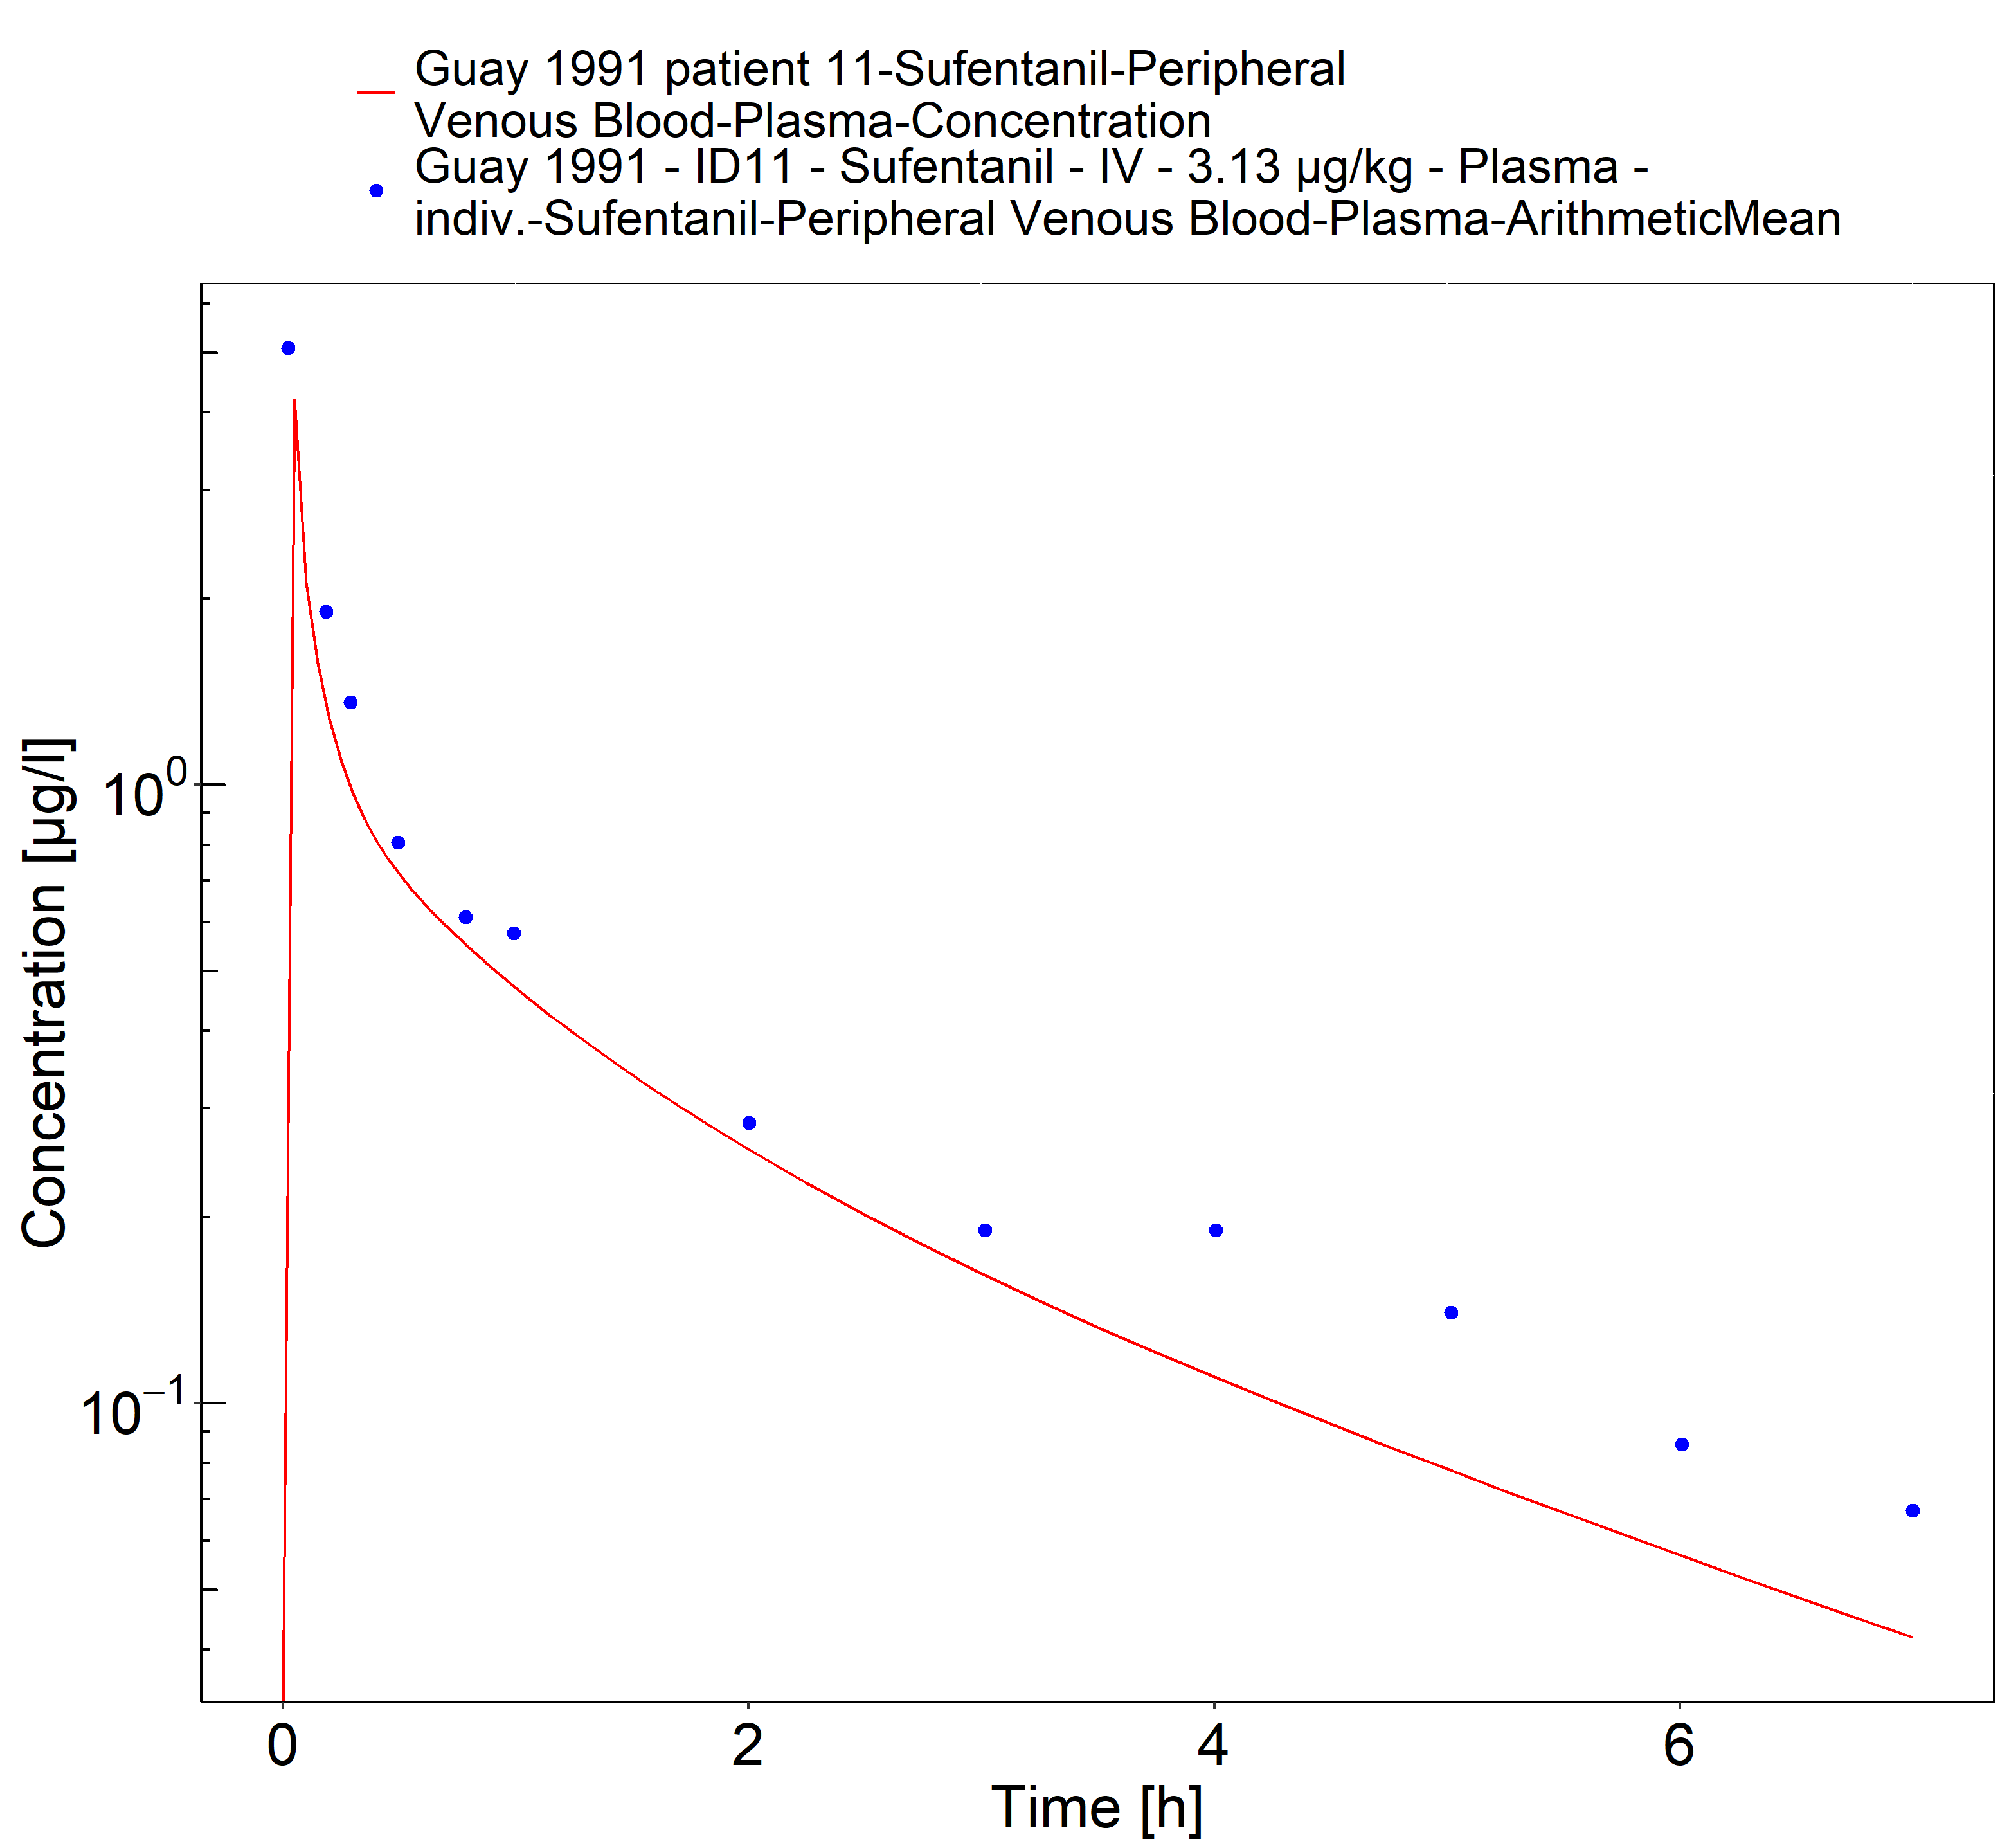 Guay 1991 patient 11-Sufentanil-Peripheral
Venous Blood-Plasma-Concentration
Guay 1991 - ID11 - Sufentanil - IV - 3.13 µg/kg - Plasma -
indiv.-Sufentanil-Peripheral Venous Blood-Plasma-ArithmeticMean
Concentration [µg/l]
10⁰
10⁻¹
0 2 4 6
Time [h]